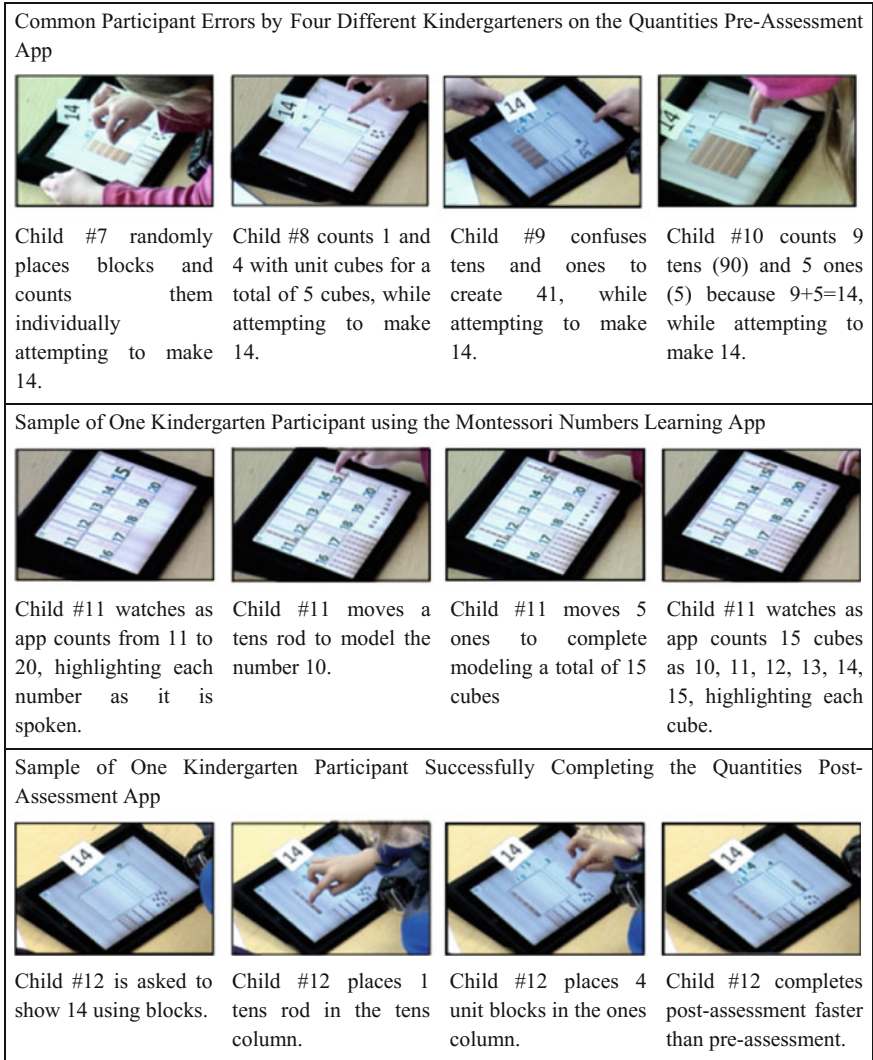 Common Participant Errors by Four Different Kindergarteners on the Quantities Pre-Assessment
App
14
14
14
14
Child #7 randomly
places blocks and
counts them
individually
attempting to make
14.
Child #8 counts 1 and
4 with unit cubes for a
total of 5 cubes, while
attempting to make
14.
Child #9 confuses
tens and ones to
create 41, while
attempting to make
14.
Child #10 counts 9
tens (90) and 5 ones
(5) because 9+5=14,
while attempting to
make 14.
Sample of One Kindergarten Participant using the Montessori Numbers Learning App
Child #11 watches as
app counts from 11 to
20, highlighting each
number as it is
spoken.
Child #11 moves a
tens rod to model the
number 10.
Child #11 moves 5
ones to complete
modeling a total of 15
cubes
Child #11 watches as
app counts 15 cubes
as 10, 11, 12, 13, 14,
15, highlighting each
cube.
Sample of One Kindergarten Participant Successfully Completing the Quantities Post-
Assessment App
14
14
14
14
Child #12 is asked to
show 14 using blocks.
Child #12 places 1
tens rod in the tens
column.
Child #12 places 4
unit blocks in the ones
column.
Child #12 completes
post-assessment faster
than pre-assessment.